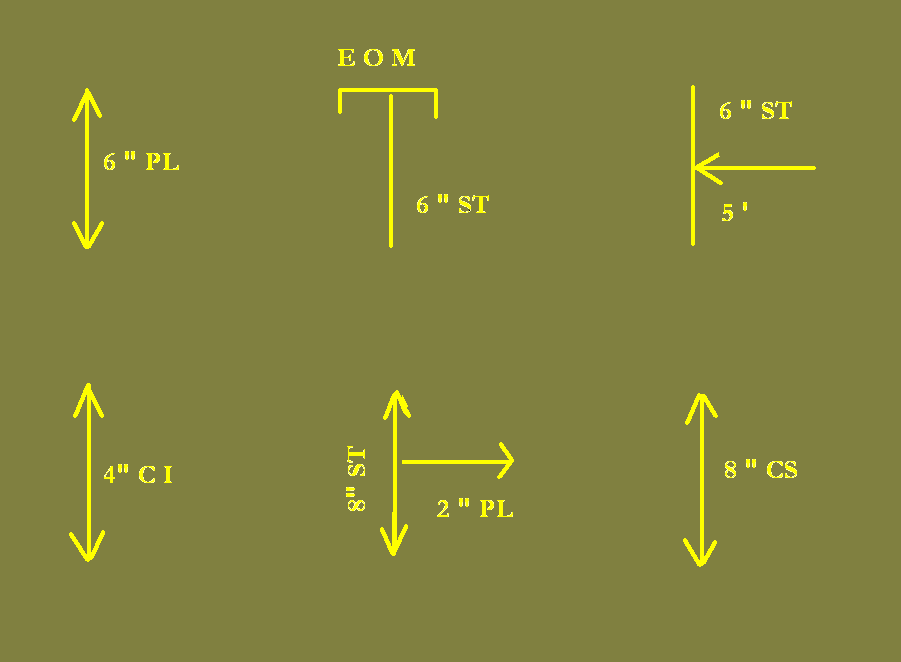 E O M
6 " PL
6 " ST
6 " ST
5 '
4" C I
8" ST
2 " PL
8 " CS